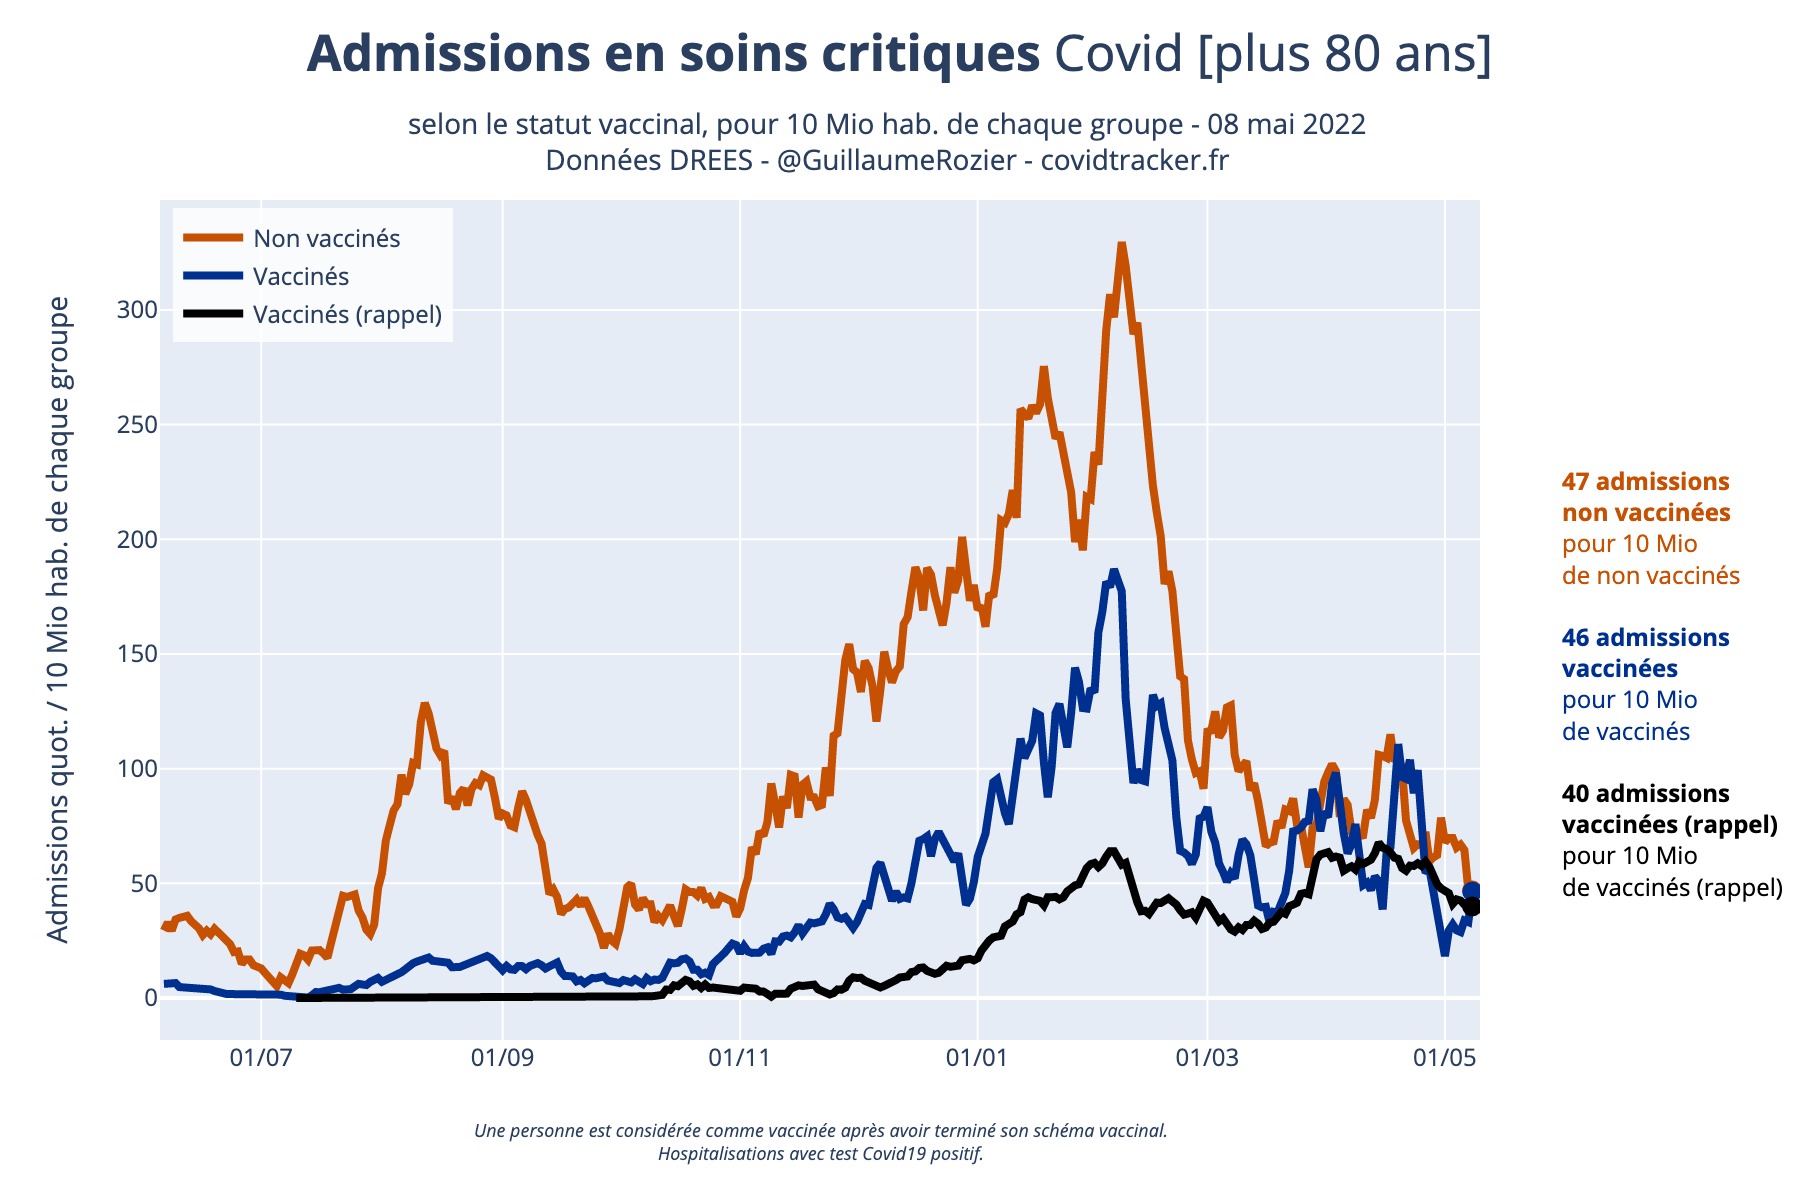 Admissions en soins critiques Covid [plus 80 ans]
selon le statut vaccinal, pour 10 Mio hab. de chaque groupe - 08 mai 2022
Données DREES - @GuillaumeRozier - covidtracker.fr
Non vaccinés
Vaccinés
Vaccinés (rappel)
Admissions quot. / 10 Mio hab. de chaque groupe
300
250
200
150
100
50
0
01/07
01/09
01/11
01/01
01/03
01/05
47 admissions
non vaccinées
pour 10 Mio
de non vaccinés
46 admissions
vaccinées
pour 10 Mio
de vaccinés
40 admissions
vaccinées (rappel)
pour 10 Mio
de vaccinés (rappel)
Une personne est considérée comme vaccinée après avoir terminé son schéma vaccinal.
Hospitalisations avec test Covid19 positif.